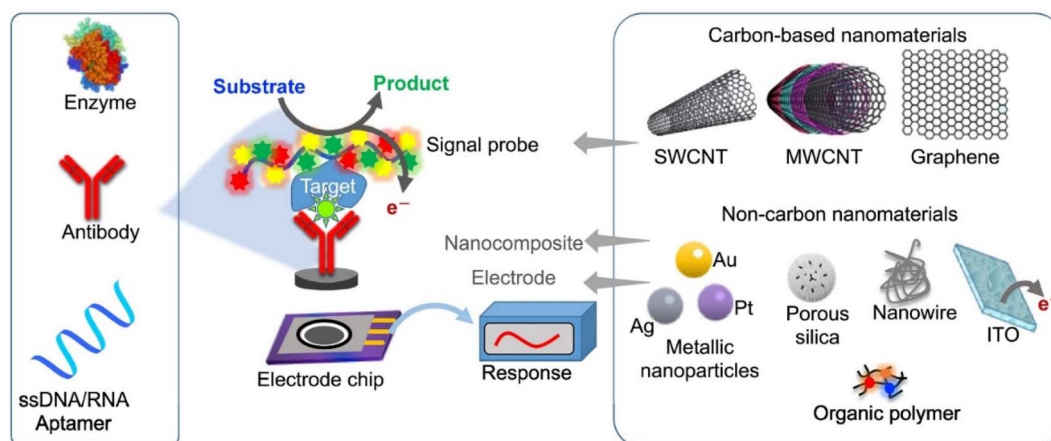 Enzyme
Antibody
ssDNA/RNA
Aptamer
Substrate
Product
Signal probe
Target
e⁻
Nanocomposite
Electrode
Electrode chip
Response
Carbon-based nanomaterials
SWCNT
MWCNT
Graphene
Non-carbon nanomaterials
Au
Ag
Pt
Metallic
nanoparticles
Porous
silica
Nanowire
e
ITO
Organic polymer